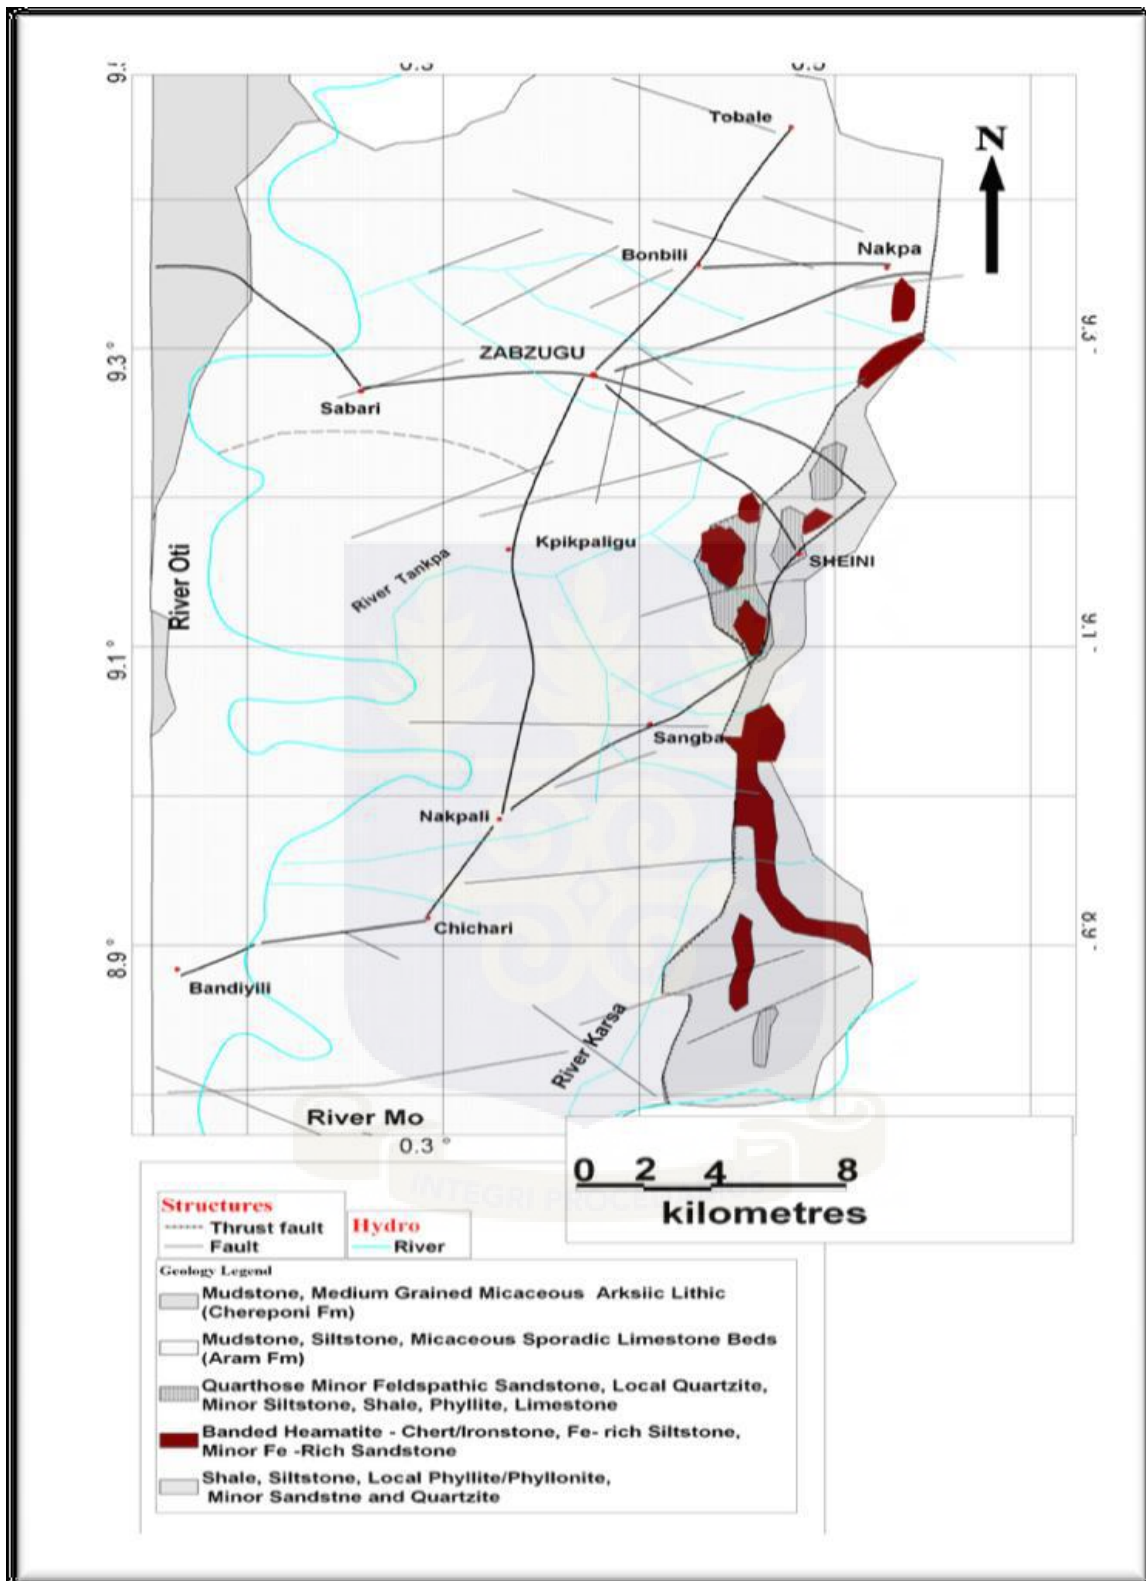 0.3
0.5
9.5
Tobale
N
Bonbili
Nakpa
ZABZUGU
9.3 °
9.3 -
Sabari
Kpikpaligu
SHEINI
River Tankpa
River Oti
9.1 °
9.1 -
Sangba
Nakpali
Chichari
8.9 °
8.9 -
Bandiyili
River Karsa
River Mo
0.3 °
0 2 4 8
kilometres
INTEGRI PROCEDAMUS
Structures
Thrust fault
Fault
Hydro
River
Geology Legend
Mudstone, Medium Grained Micaceous Arksiic Lithic
(Chereponi Fm)
Mudstone, Siltstone, Micaceous Sporadic Limestone Beds
(Aram Fm)
Quarthose Minor Feldspathic Sandstone, Local Quartzite,
Minor Siltstone, Shale, Phyllite, Limestone
Banded Heamatite - Chert/Ironstone, Fe- rich Siltstone,
Minor Fe -Rich Sandstone
Shale, Siltstone, Local Phyllite/Phyllonite,
Minor Sandstne and Quartzite